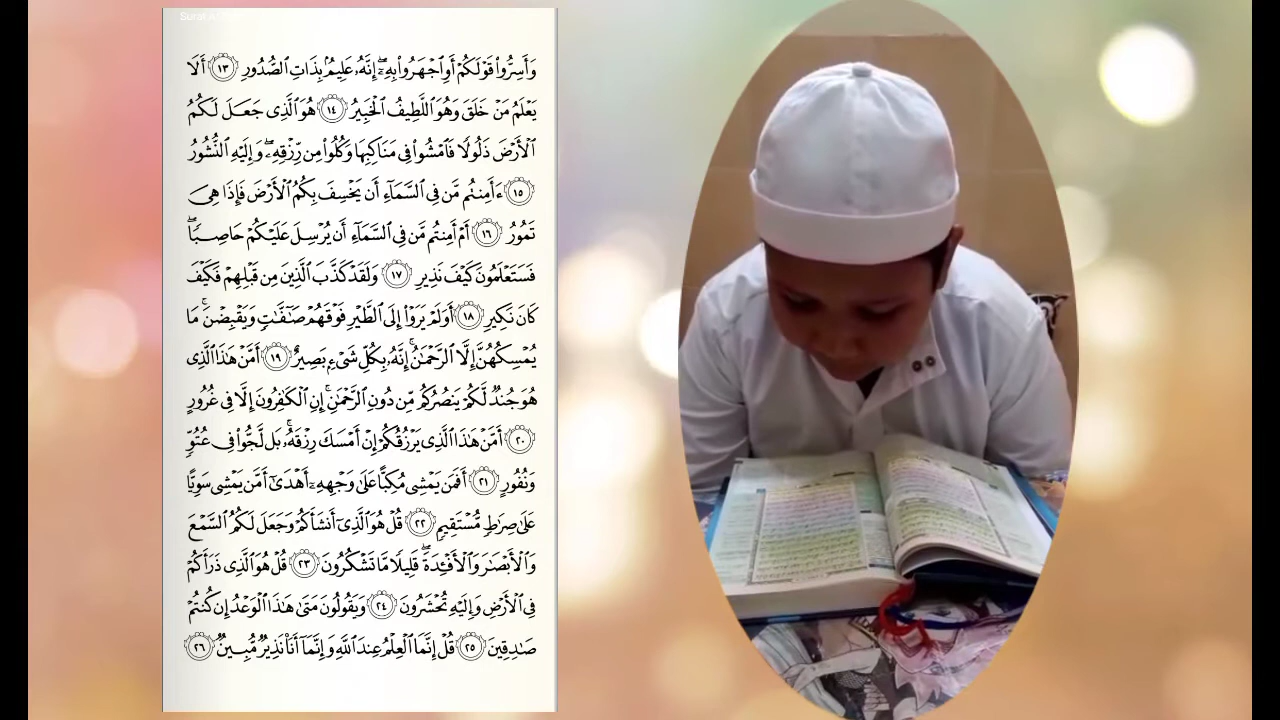 وَأَسِرُّوا۟ قَوْلَكُمْ أَوِ ٱجْهَرُوا۟ بِهِۦٓ ۖ إِنَّهُۥ عَلِيمٌۢ بِذَاتِ ٱلصُّدُورِ ١٣ أَلَا
يَعْلَمُ مَنْ خَلَقَ وَهُوَ ٱللَّطِيفُ ٱلْخَبِيرُ ١٤ هُوَ ٱلَّذِى جَعَلَ لَكُمُ
ٱلْأَرْضَ ذَلُولًا فَٱمْشُوا۟ فِى مَنَاكِبِهَا وَكُلُوا۟ مِن رِّزْقِهِۦ ۖ وَإِلَيْهِ ٱلنُّشُورُ
١٥ ءَأَمِنتُم مَّن فِى ٱلسَّمَآءِ أَن يَخْسِفَ بِكُمُ ٱلْأَرْضَ فَإِذَا هِىَ
تَمُورُ ١٦ أَمْ أَمِنتُم مَّن فِى ٱلسَّمَآءِ أَن يُرْسِلَ عَلَيْكُمْ حَاصِبًا ۖ
فَسَتَعْلَمُونَ كَيْفَ نَذِيرِ ١٧ وَلَقَدْ كَذَّبَ ٱلَّذِينَ مِن قَبْلِهِمْ فَكَيْفَ
كَانَ نَكِيرِ ١٨ أَوَلَمْ يَرَوْا۟ إِلَى ٱلطَّيْرِ فَوْقَهُمْ صَٰٓفَّٰتٍ وَيَقْبِضْنَ ۚ مَا
يُمْسِكُهُنَّ إِلَّا ٱلرَّحْمَٰنُ ۚ إِنَّهُۥ بِكُلِّ شَىْءٍۭ بَصِيرٌ ١٩ أَمَّنْ هَٰذَا ٱلَّذِى
هُوَ جُندٌ لَّكُمْ يَنصُرُكُم مِّن دُونِ ٱلرَّحْمَٰنِ ۚ إِنِ ٱلْكَٰفِرُونَ إِلَّا فِى غُرُورٍ
٢٠ أَمَّنْ هَٰذَا ٱلَّذِى يَرْزُقُكُمْ إِنْ أَمْسَكَ رِزْقَهُۥ ۚ بَل لَّجُّوا۟ فِى عُتُوٍّ
وَنُفُورٍ ٢١ أَفَمَن يَمْشِى مُكِبًّا عَلَىٰ وَجْهِهِۦٓ أَهْدَىٰٓ أَمَّن يَمْشِى سَوِيًّا
عَلَىٰ صِرَٰطٍ مُّسْتَقِيمٍ ٢٢ قُلْ هُوَ ٱلَّذِىٓ أَنشَأَكُمْ وَجَعَلَ لَكُمُ ٱلسَّمْعَ
وَٱلْأَبْصَٰرَ وَٱلْأَفْـِٔدَةَ ۖ قَلِيلًا مَّا تَشْكُرُونَ ٢٣ قُلْ هُوَ ٱلَّذِى ذَرَأَكُمْ
فِى ٱلْأَرْضِ وَإِلَيْهِ تُحْشَرُونَ ٢٤ وَيَقُولُونَ مَتَىٰ هَٰذَا ٱلْوَعْدُ إِن كُنتُمْ
صَٰدِقِينَ ٢٥ قُلْ إِنَّمَا ٱلْعِلْمُ عِندَ ٱللَّهِ وَإِنَّمَآ أَنَا۠ نَذِيرٌ مُّبِينٌ ٢٦